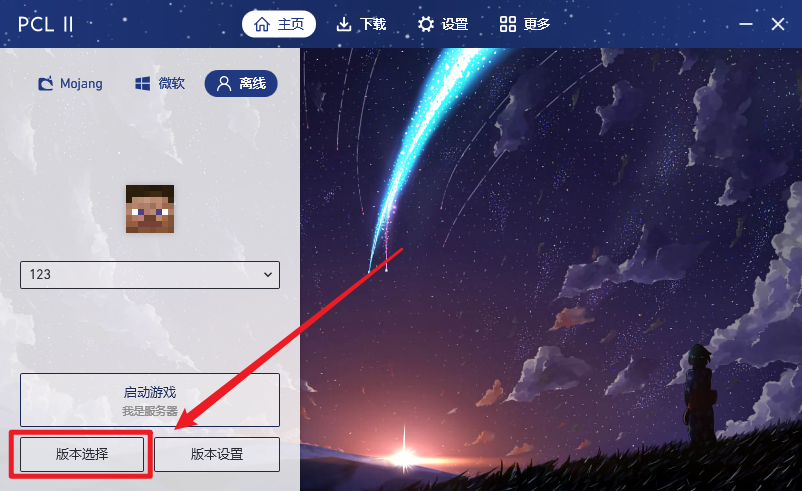 PCL II
主页
下载
设置
更多
Mojang
微软
离线
123
启动游戏
我是服务器
版本选择
版本设置